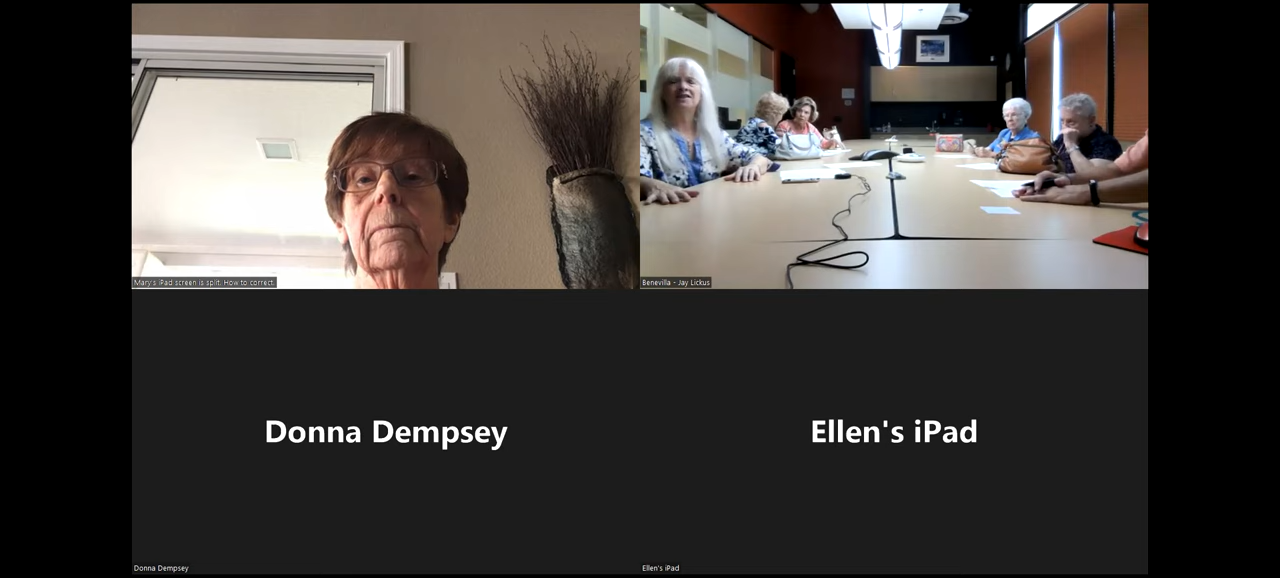 Mary's iPad screen is split. How to correct.
Benevilla - Jay Lickus
Donna Dempsey
Ellen's iPad
Donna Dempsey
Ellen's iPad